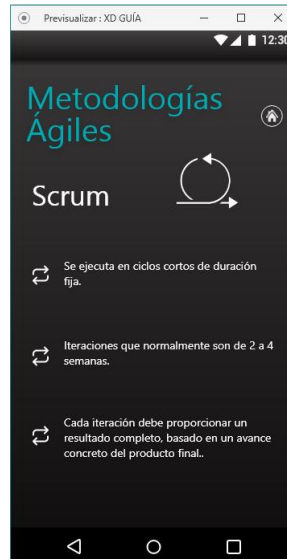 Previsualizar : XD GUÍA
12:30
Metodologías
Ágiles
Scrum
Se ejecuta en ciclos cortos de duración
fija.
Iteraciones que normalmente son de 2 a 4
semanas.
Cada iteración debe proporcionar un
resultado completo, basado en un avance
concreto del producto final..